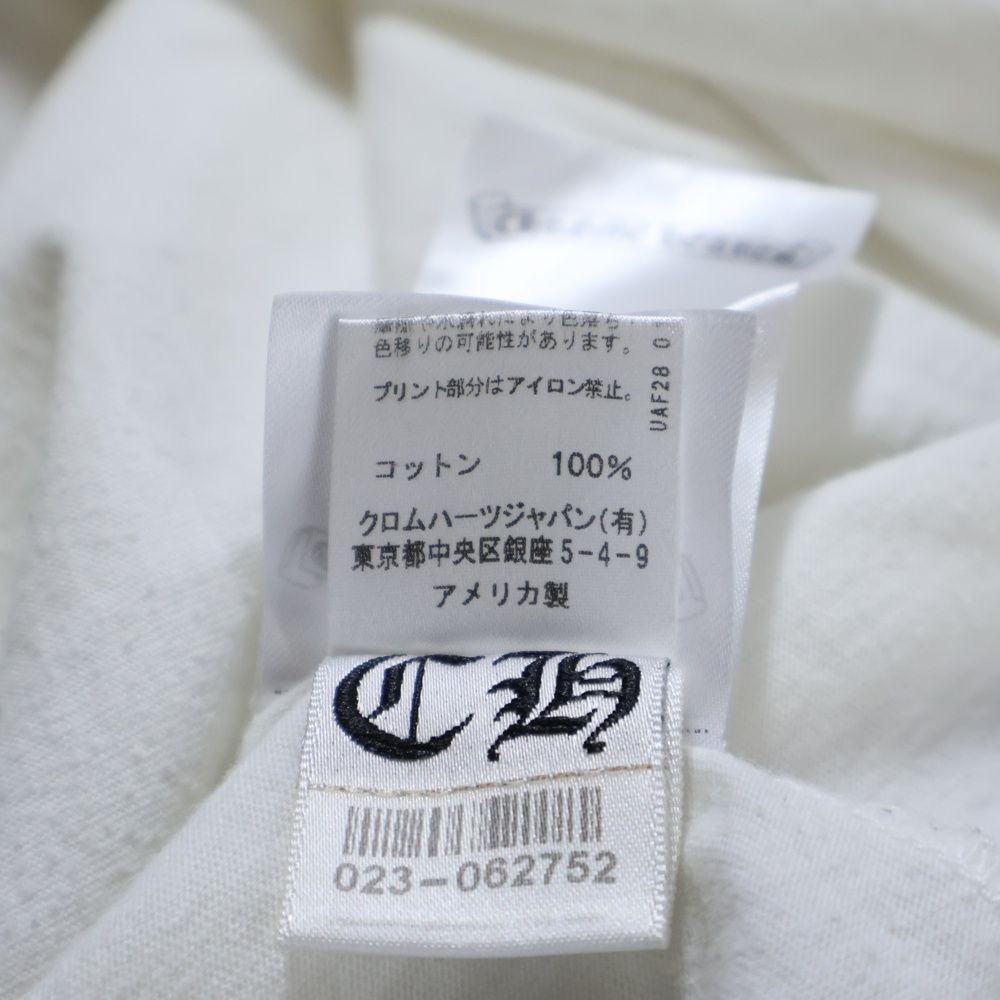 色移りの可能性があります。
プリント部分はアイロン禁止。
UAF28 0
コットン 100%
クロムハーツジャパン(有)
東京都中央区銀座5-4-9
アメリカ製
CH
023-062752